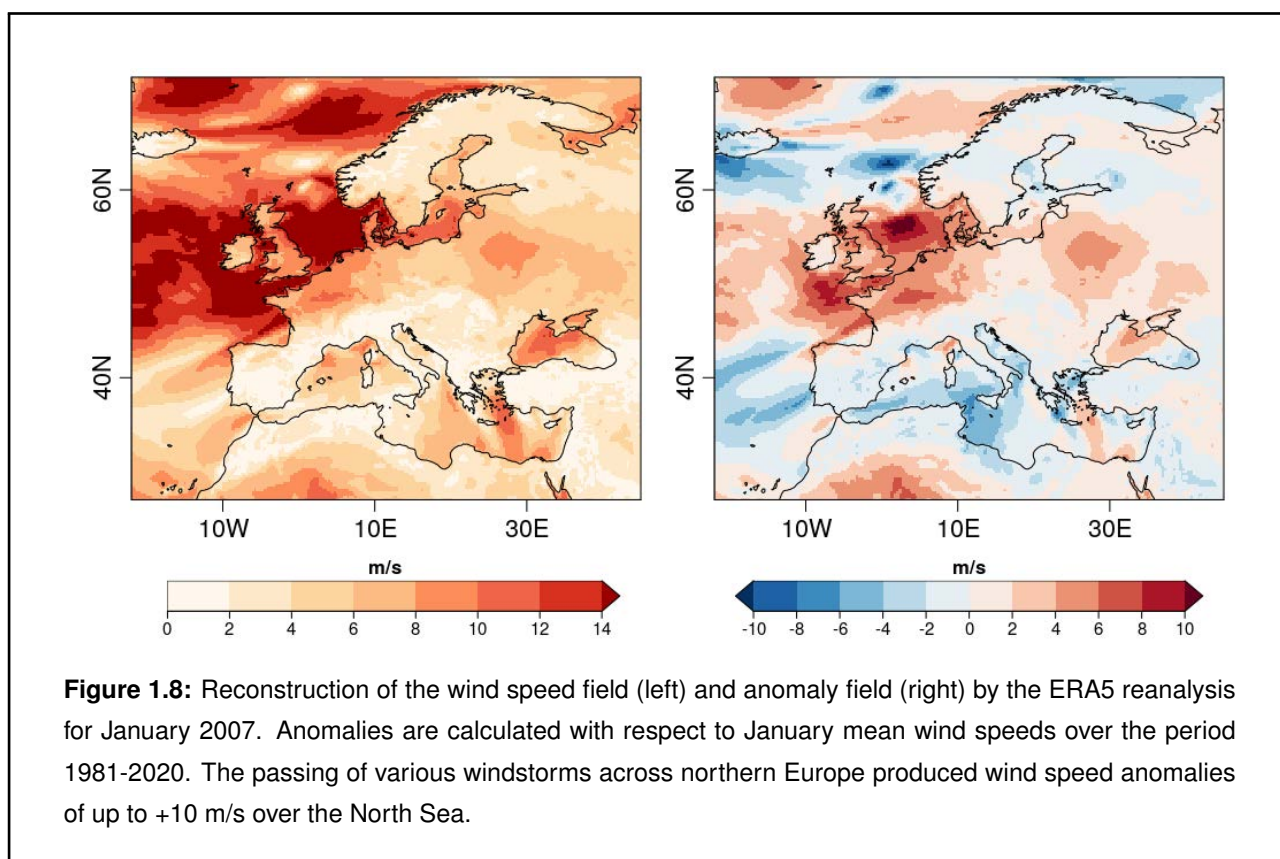 60N
40N
10W
10E
30E
m/s
0 2 4 6 8 10 12 14
60N
40N
10W
10E
30E
m/s
-10 -8 -6 -4 -2 0 2 4 6 8 10
Figure 1.8: Reconstruction of the wind speed field (left) and anomaly field (right) by the ERA5 reanalysis
for January 2007. Anomalies are calculated with respect to January mean wind speeds over the period
1981-2020. The passing of various windstorms across northern Europe produced wind speed anomalies
of up to +10 m/s over the North Sea.